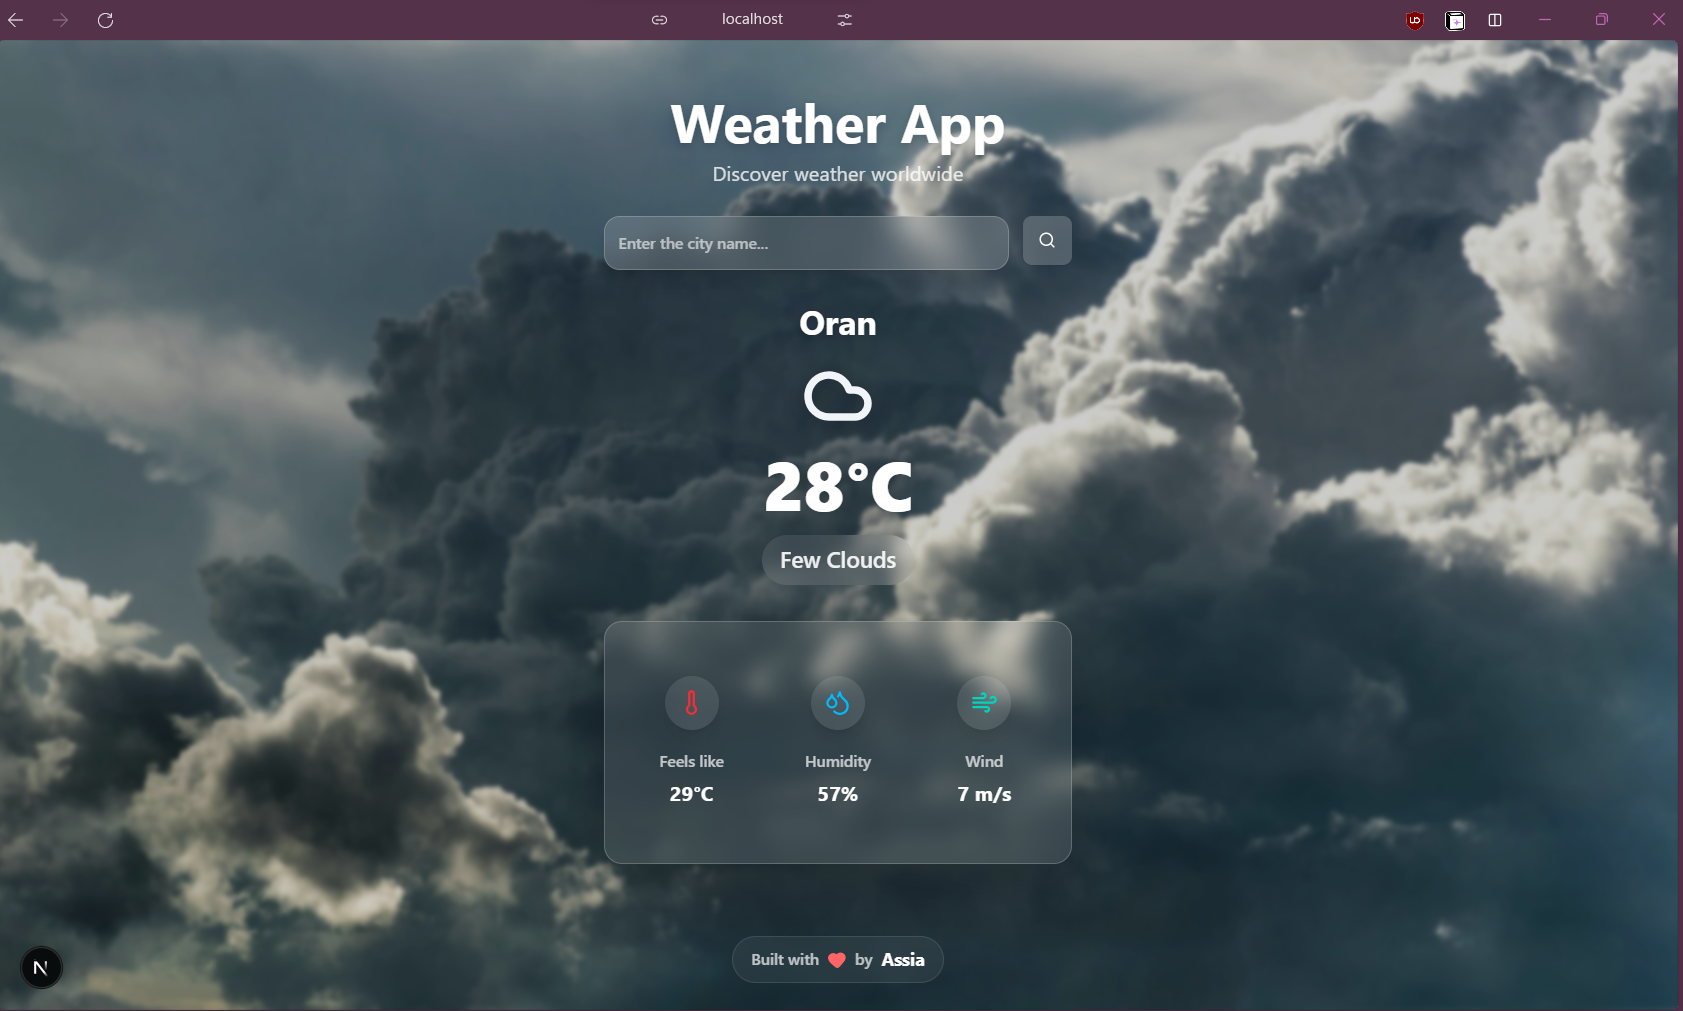 localhost
Weather App
Discover weather worldwide
Enter the city name...
Oran
28°C
Few Clouds
Feels like
Humidity
Wind
29°C
57%
7 m/s
Built with ❤️ by Assia
N